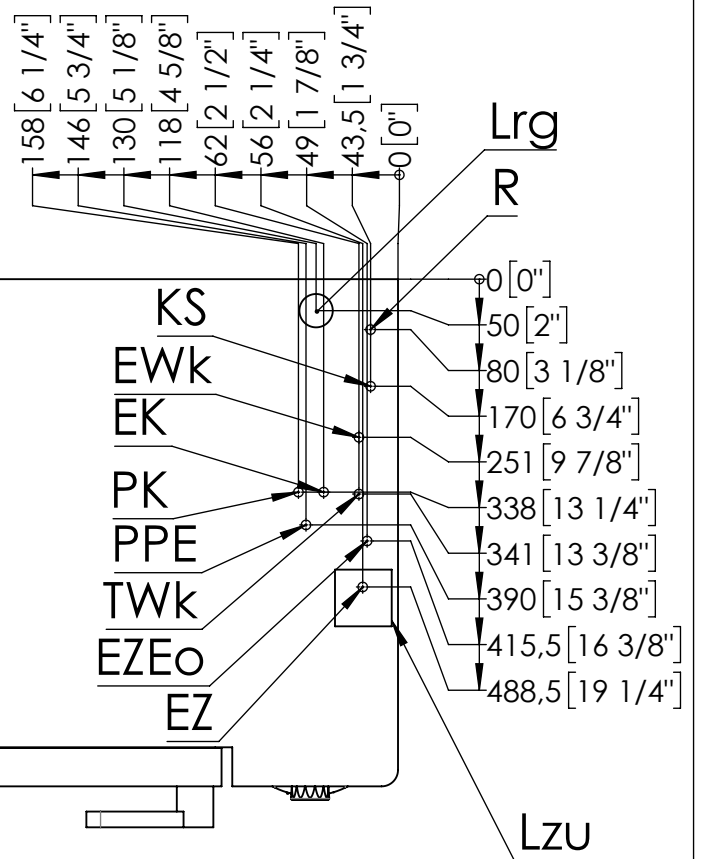 158 [6 1/4"]
146 [5 3/4"]
130 [5 1/8"]
118 [4 5/8"]
62 [2 1/2"]
56 [2 1/4"]
49 [1 7/8"]
43,5 [1 3/4"]
0 [0"]
Lrg
R
0 [0"]
KS
50 [2"]
EWk
80 [3 1/8"]
EK
170 [6 3/4"]
251 [9 7/8"]
PK
338 [13 1/4"]
PPE
341 [13 3/8"]
TWk
390 [15 3/8"]
EZEo
415,5 [16 3/8"]
EZ
488,5 [19 1/4"]
Lzu